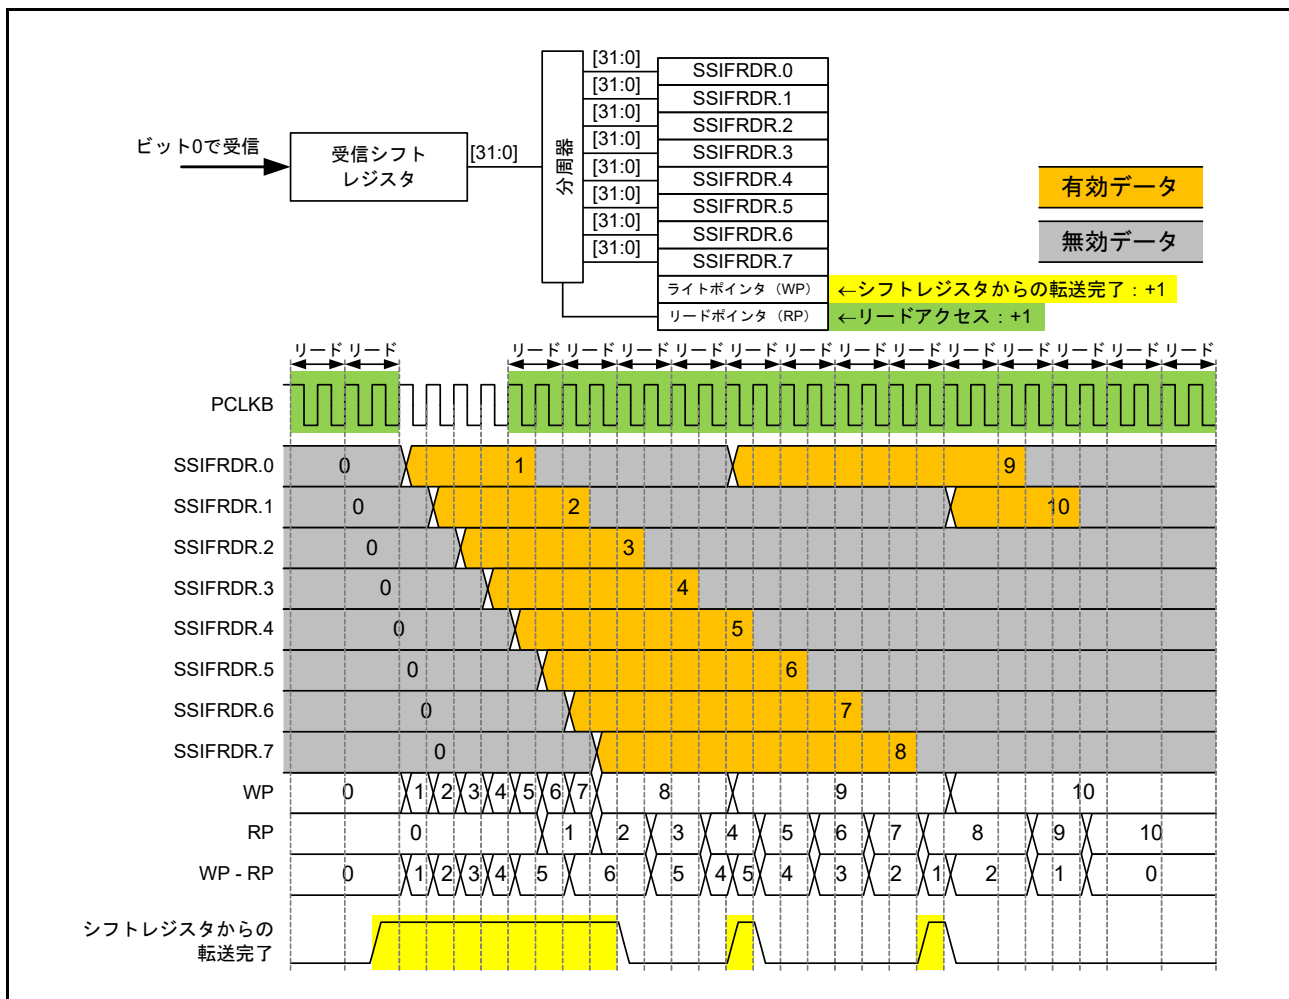 [31:0]
SSIFRDR.0
[31:0]
SSIFRDR.1
[31:0]
SSIFRDR.2
[31:0]
SSIFRDR.3
[31:0]
SSIFRDR.4
[31:0]
SSIFRDR.5
[31:0]
SSIFRDR.6
[31:0]
SSIFRDR.7
ビット0で受信
受信シフト
レジスタ
[31:0]
分周器
有効データ
無効データ
ライトポインタ(WP)
←シフトレジスタからの転送完了:+1
リードポインタ(RP)
←リードアクセス:+1
リード リード リード リード リード リード リード リード リード リード リード リード リード リード リード
PCLKB
SSIFRDR.0 0 1 9
SSIFRDR.1 0 2 10
SSIFRDR.2 0 3
SSIFRDR.3 0 4
SSIFRDR.4 0 5
SSIFRDR.5 0 6
SSIFRDR.6 0 7
SSIFRDR.7 0 8
WP 0 1 2 3 4 5 6 7 8 9 10
RP 0 1 2 3 4 5 6 7 8 9 10
WP - RP 0 1 2 3 4 5 6 5 4 5 4 3 2 1 2 1 0
シフトレジスタからの
転送完了